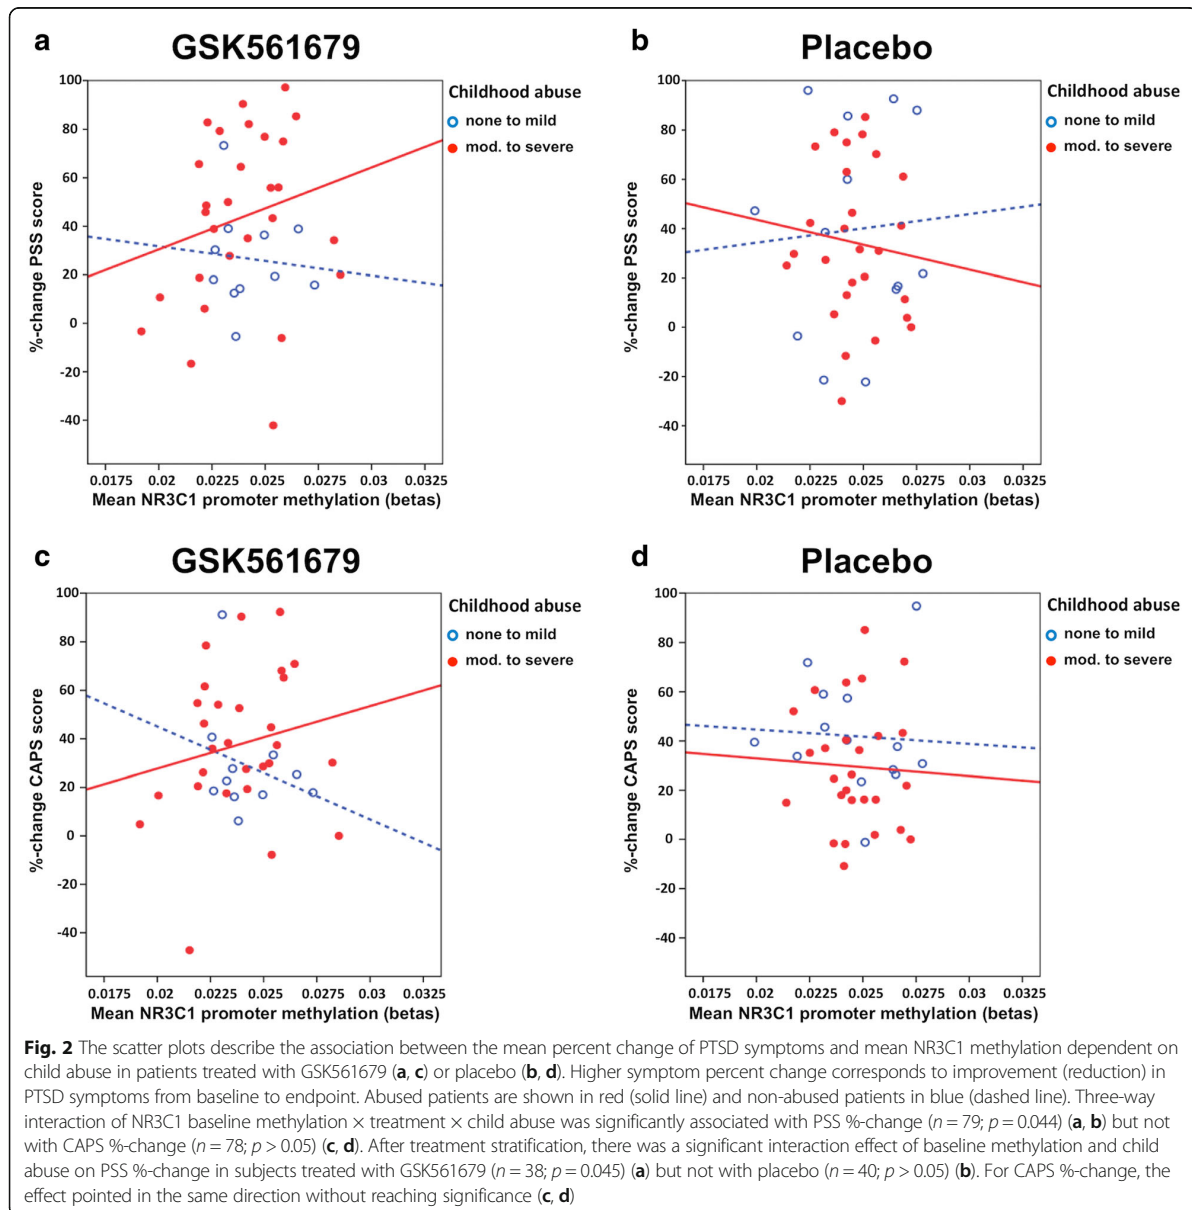 a
GSK561679
b
Placebo
100
80
60
40
20
0
-20
-40
%-change PSS score
0.0175 0.02 0.0225 0.025 0.0275 0.03 0.0325
Mean NR3C1 promoter methylation (betas)
Childhood abuse
none to mild
mod. to severe
100
80
60
40
20
0
-20
-40
%-change PSS score
0.0175 0.02 0.0225 0.025 0.0275 0.03 0.0325
Mean NR3C1 promoter methylation (betas)
Childhood abuse
none to mild
mod. to severe
c
GSK561679
d
Placebo
100
80
60
40
20
0
-20
-40
%-change CAPS score
0.0175 0.02 0.0225 0.025 0.0275 0.03 0.0325
Mean NR3C1 promoter methylation (betas)
Childhood abuse
none to mild
mod. to severe
100
80
60
40
20
0
-20
-40
%-change CAPS score
0.0175 0.02 0.0225 0.025 0.0275 0.03 0.0325
Mean NR3C1 promoter methylation (betas)
Childhood abuse
none to mild
mod. to severe
Fig. 2 The scatter plots describe the association between the mean percent change of PTSD symptoms and mean NR3C1 methylation dependent on
child abuse in patients treated with GSK561679 (a, c) or placebo (b, d). Higher symptom percent change corresponds to improvement (reduction) in
PTSD symptoms from baseline to endpoint. Abused patients are shown in red (solid line) and non-abused patients in blue (dashed line). Three-way
interaction of NR3C1 baseline methylation × treatment × child abuse was significantly associated with PSS %-change (n = 79; p = 0.044) (a, b) but not
with CAPS %-change (n = 78; p > 0.05) (c, d). After treatment stratification, there was a significant interaction effect of baseline methylation and child
abuse on PSS %-change in subjects treated with GSK561679 (n = 38; p = 0.045) (a) but not with placebo (n = 40; p > 0.05) (b). For CAPS %-change, the
effect pointed in the same direction without reaching significance (c, d)